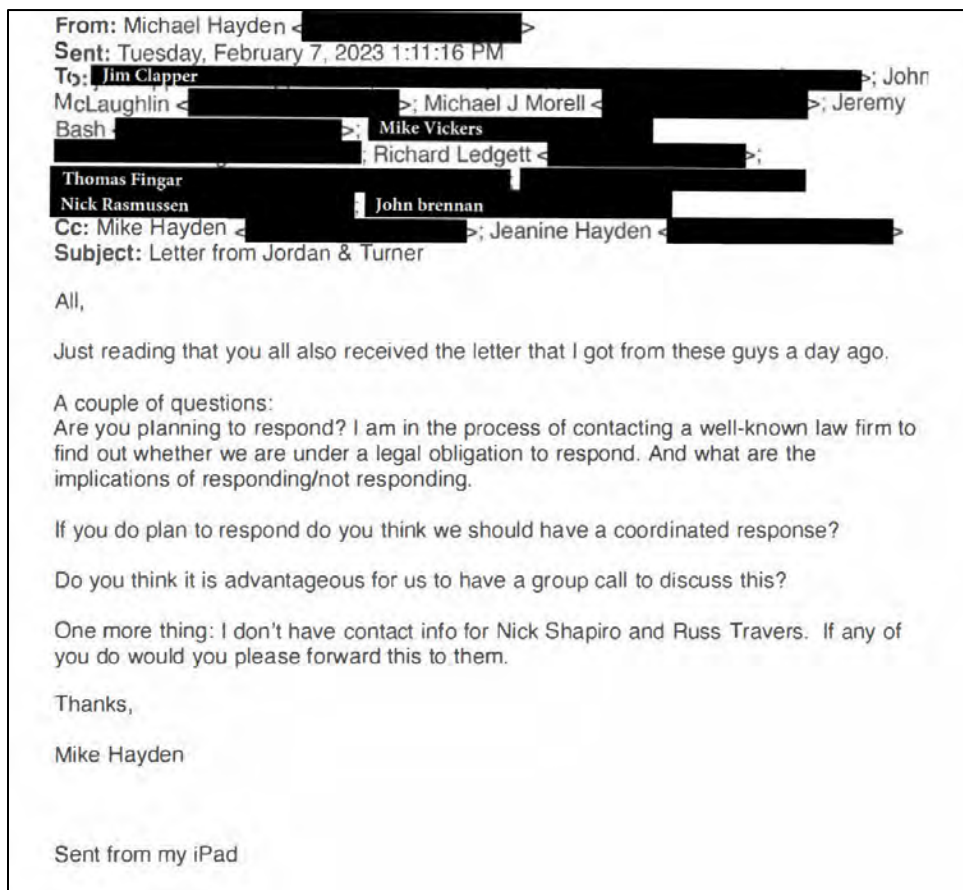 From: Michael Hayden < >
Sent: Tuesday, February 7, 2023 1:11:16 PM
To: Jim Clapper >; John
McLaughlin < >; Michael J Morell < >; Jeremy
Bash < >; Mike Vickers
; Richard Ledgett < >;
Thomas Fingar ;
Nick Rasmussen ; John brennan
Cc: Mike Hayden < >; Jeanine Hayden < >
Subject: Letter from Jordan & Turner
All,
Just reading that you all also received the letter that I got from these guys a day ago.
A couple of questions:
Are you planning to respond? I am in the process of contacting a well-known law firm to
find out whether we are under a legal obligation to respond. And what are the
implications of responding/not responding.
If you do plan to respond do you think we should have a coordinated response?
Do you think it is advantageous for us to have a group call to discuss this?
One more thing: I don't have contact info for Nick Shapiro and Russ Travers. If any of
you do would you please forward this to them.
Thanks,
Mike Hayden
Sent from my iPad